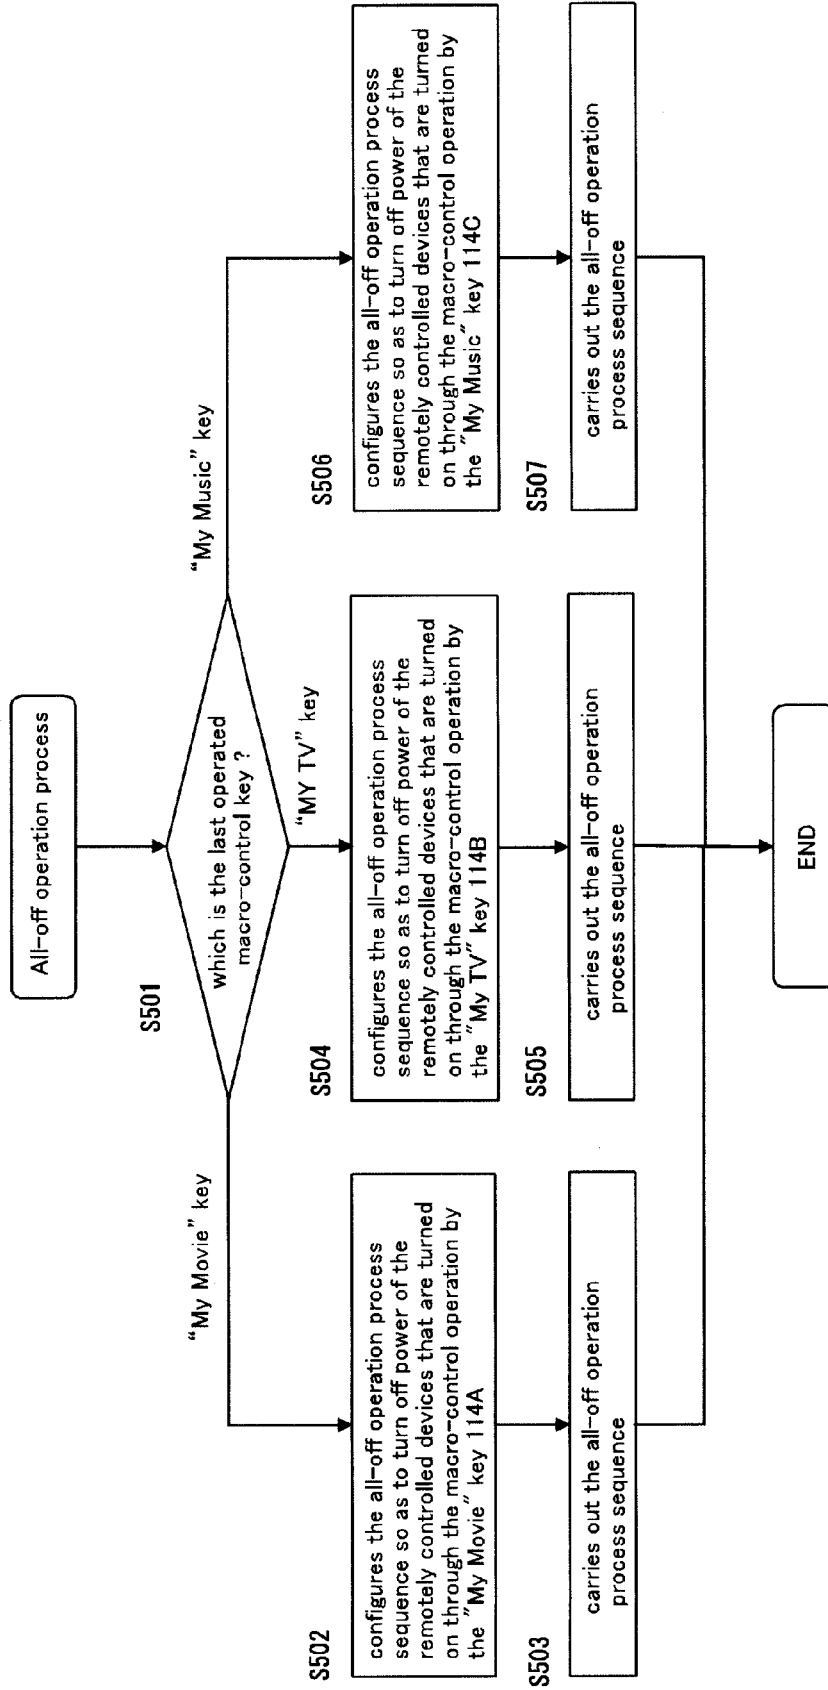 All-off operation process
S501
which is the last operated
macro-control key ?
“My Movie” key
“MY TV” key
“My Music” key
S502
configures the all-off operation process
sequence so as to turn off power of the
remotely controlled devices that are turned
on through the macro-control operation by
the "My Movie" key 114A
S504
configures the all-off operation process
sequence so as to turn off power of the
remotely controlled devices that are turned
on through the macro-control operation by
the "My TV" key 114B
S506
configures the all-off operation process
sequence so as to turn off power of the
remotely controlled devices that are turned
on through the macro-control operation by
the "My Music" key 114C
S503
carries out the all-off operation
process sequence
S505
carries out the all-off operation
process sequence
S507
carries out the all-off operation
process sequence
END